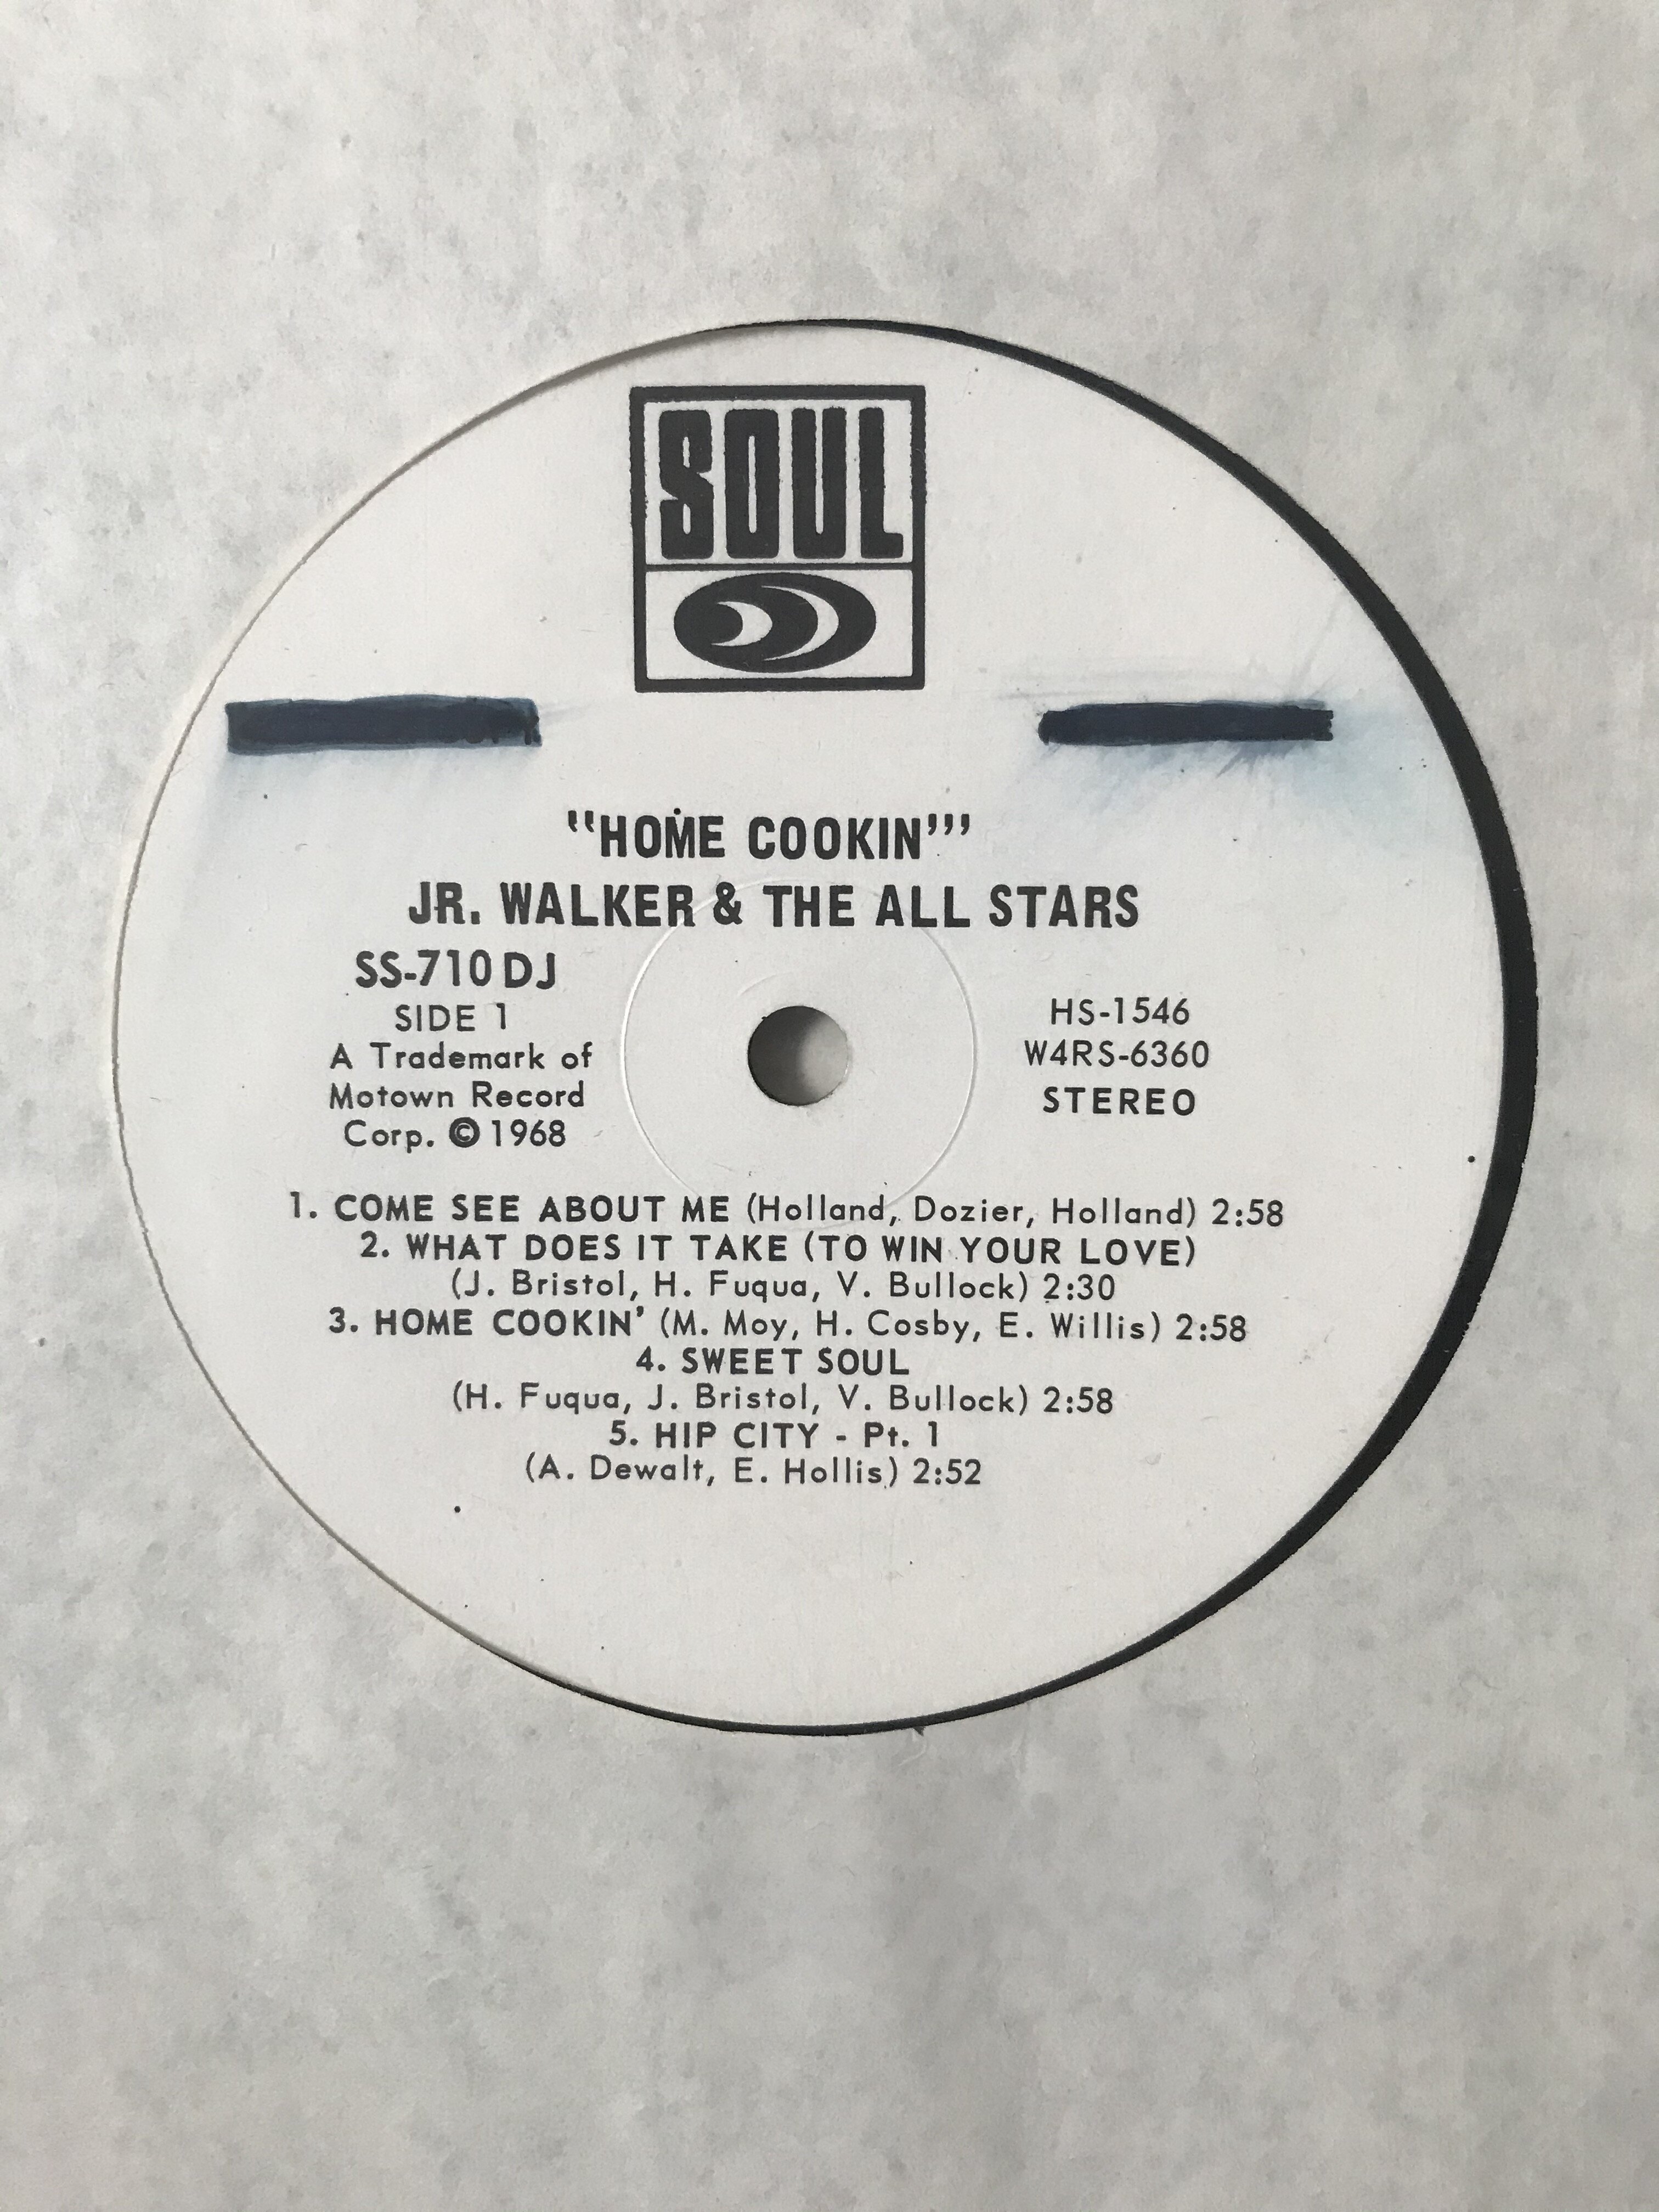 SOUL
"HOME COOKIN'"
JR. WALKER & THE ALL STARS
SS-710 DJ
SIDE 1
A Trademark of
Motown Record
Corp. © 1968
HS-1546
W4RS-6360
STEREO
1. COME SEE ABOUT ME (Holland, Dozier, Holland) 2:58
2. WHAT DOES IT TAKE (TO WIN YOUR LOVE)
(J. Bristol, H. Fuqua, V. Bullock) 2:30
3. HOME COOKIN' (M. Moy, H. Cosby, E. Willis) 2:58
4. SWEET SOUL
(H. Fuqua, J. Bristol, V. Bullock) 2:58
5. HIP CITY - Pt. 1
(A. Dewalt, E. Hollis) 2:52